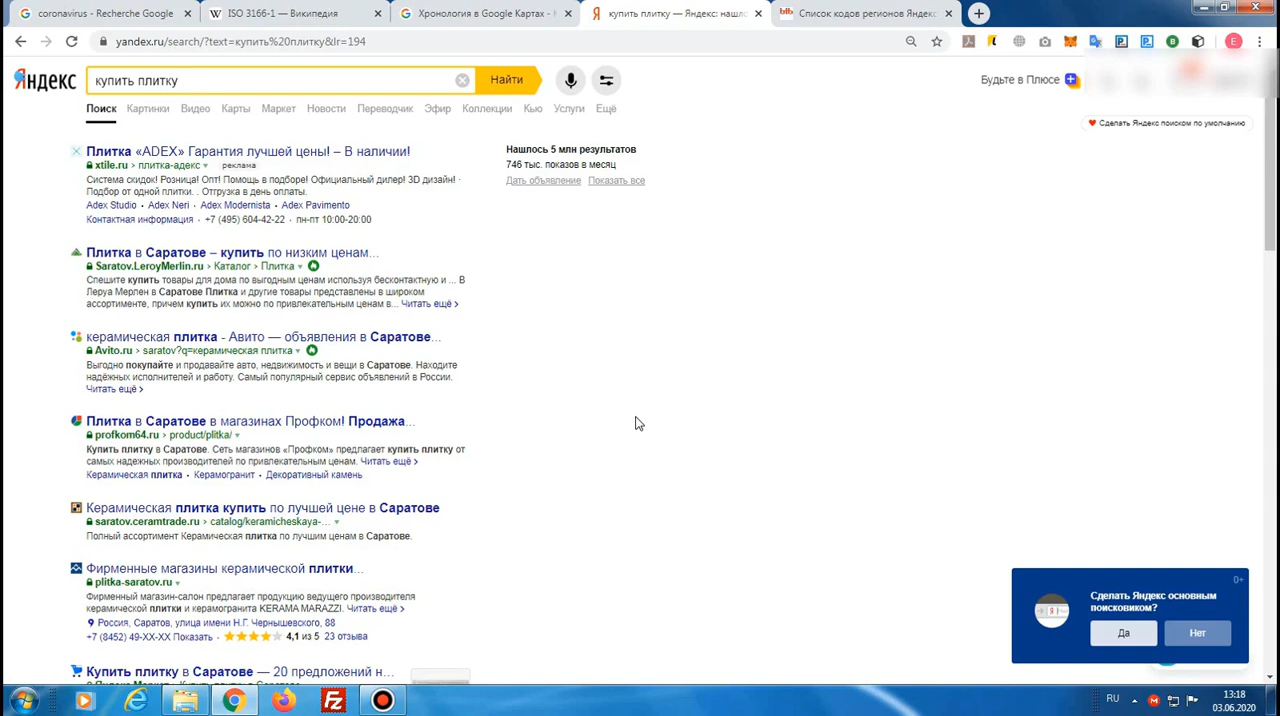 coronavirus - Recherche Google
ISO 3166-1 — Википедия
Хронология в Google Картах -
купить плитку — Яндекс: нашло
Список кодов регионов Яндекс
yandex.ru/search/?text=купить%20плитку&lr=194
Яндекс
купить плитку
Найти
Будьте в Плюсе
Поиск Картинки Видео Карты Маркет Новости Переводчик Эфир Коллекции Кью Услуги Ещё
Сделать Яндекс поиском по умолчанию
Плитка «ADEX» Гарантия лучшей цены! – В наличии!
xtile.ru › плитка-адекс реклама
Система скидок! Розница! Опт! Помощь в подборе! Официальный дилер! 3D дизайн! ·
Подбор от одной плитки. . Отгрузка в день оплаты.
Adex Studio · Adex Neri · Adex Modernista · Adex Pavimento
Контактная информация · +7 (495) 604-42-22 · пн-пт 10:00-20:00
Нашлось 5 млн результатов
746 тыс. показов в месяц
Дать объявление Показать все
Плитка в Саратове – купить по низким ценам...
Saratov.LeroyMerlin.ru › Каталог › Плитка
Спешите купить товары для дома по выгодным ценам используя бесконтактную и ... В
Леруа Мерлен в Саратове Плитка и другие товары представлены в широком
ассортименте, причем купить их можно по привлекательным ценам в... Читать ещё ›
керамическая плитка - Авито — объявления в Саратове...
Avito.ru › saratov?q=керамическая плитка
Выгодно покупайте и продавайте авто, недвижимость и вещи в Саратове. Находите
надёжных исполнителей и работу. Самый популярный сервис объявлений в России.
Читать ещё ›
Плитка в Саратове в магазинах Профком! Продажа...
profkom64.ru › product/plitka/
Купить плитку в Саратове. Сеть магазинов «Профком» предлагает купить плитку от
самых надежных производителей по привлекательным ценам. Читать ещё ›
Керамическая плитка · Керамогранит · Декоративный камень
Керамическая плитка купить по лучшей цене в Саратове
saratov.ceramtrade.ru › catalog/keramicheskaya-...
Полный ассортимент Керамическая плитка по лучшим ценам в Саратове.
Фирменные магазины керамической плитки...
plitka-saratov.ru
Фирменный магазин-салон предлагает продукцию ведущего производителя
керамической плитки и керамогранита KERAMA MARAZZI. Читать ещё ›
Россия, Саратов, улица имени Н.Г. Чернышевского, 88
+7 (8452) 49-XX-XX Показать · 4,1 из 5 23 отзыва
Купить плитку в Саратове — 20 предложений н...
0+
Сделать Яндекс основным
поисковиком?
Да Нет
RU
13:18
03.06.2020